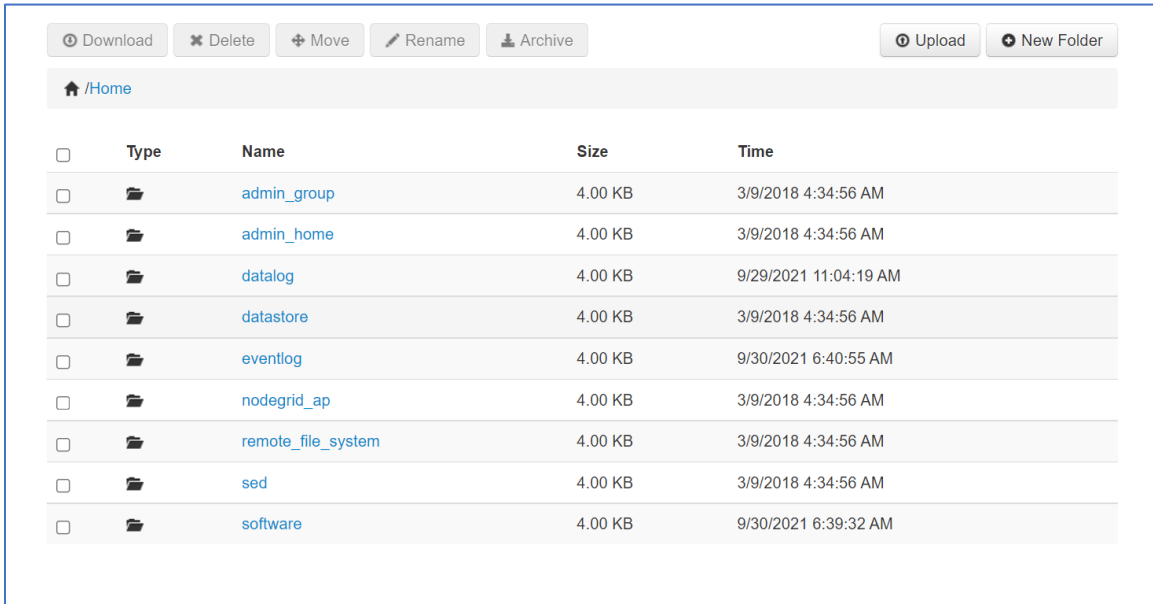 Download Delete Move Rename Archive Upload New Folder
/Home
Type Name Size Time
admin_group 4.00 KB 3/9/2018 4:34:56 AM
admin_home 4.00 KB 3/9/2018 4:34:56 AM
datalog 4.00 KB 9/29/2021 11:04:19 AM
datastore 4.00 KB 3/9/2018 4:34:56 AM
eventlog 4.00 KB 9/30/2021 6:40:55 AM
nodegrid_ap 4.00 KB 3/9/2018 4:34:56 AM
remote_file_system 4.00 KB 3/9/2018 4:34:56 AM
sed 4.00 KB 3/9/2018 4:34:56 AM
software 4.00 KB 9/30/2021 6:39:32 AM